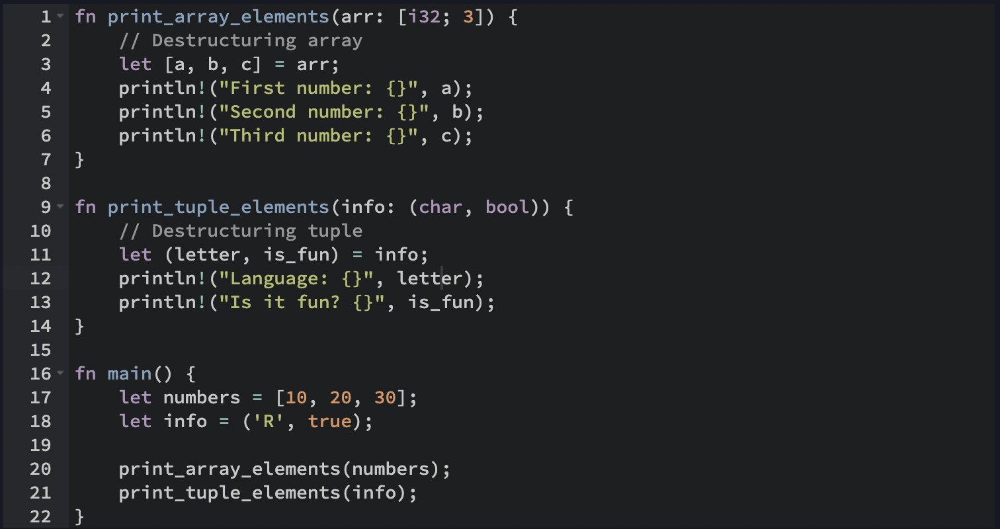 1 fn print_array_elements(arr: [i32; 3]) {
2     // Destructuring array
3     let [a, b, c] = arr;
4     println!("First number: {}", a);
5     println!("Second number: {}", b);
6     println!("Third number: {}", c);
7 }
8
9 fn print_tuple_elements(info: (char, bool)) {
10     // Destructuring tuple
11     let (letter, is_fun) = info;
12     println!("Language: {}", letter);
13     println!("Is it fun? {}", is_fun);
14 }
15
16 fn main() {
17     let numbers = [10, 20, 30];
18     let info = ('R', true);
19
20     print_array_elements(numbers);
21     print_tuple_elements(info);
22 }